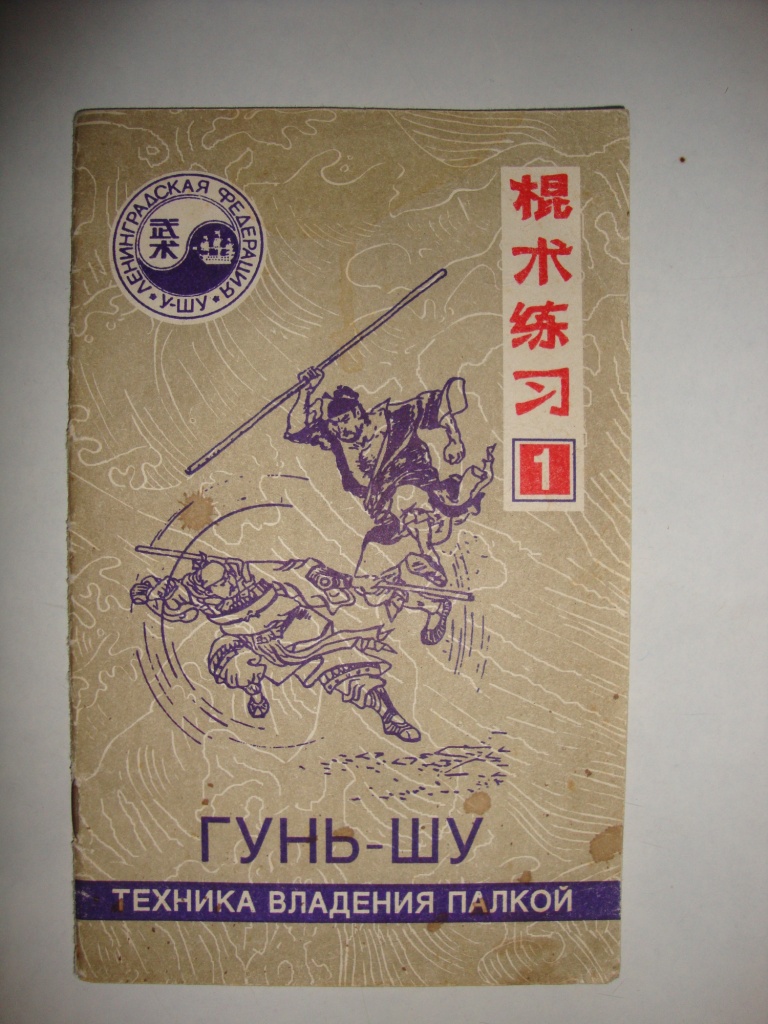 ЛЕНИНГРАДСКАЯ ФЕДЕРАЦИЯ
* У-ШУ *
武术
棍术练习
1
ГУНЬ-ШУ
ТЕХНИКА ВЛАДЕНИЯ ПАЛКОЙ